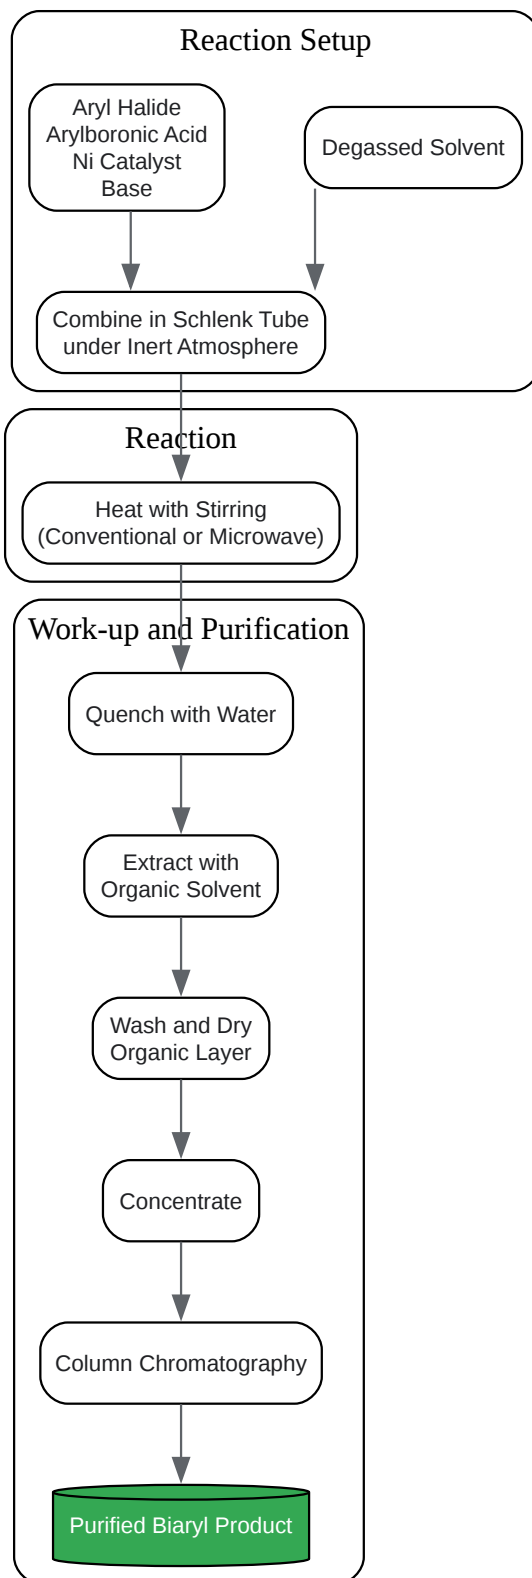 Reaction Setup
Aryl Halide
Arylboronic Acid
Ni Catalyst
Base
Degassed Solvent
Combine in Schlenk Tube
under Inert Atmosphere
Reaction
Heat with Stirring
(Conventional or Microwave)
Work-up and Purification
Quench with Water
Extract with
Organic Solvent
Wash and Dry
Organic Layer
Concentrate
Column Chromatography
Purified Biaryl Product